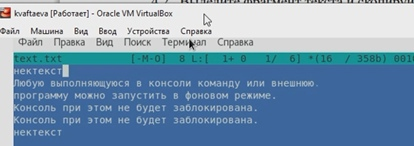 kvaftaeva [Работает] - Oracle VM VirtualBox
Машина Вид Ввод Устройства Справка
Файл Правка Вид Поиск Терминал Справка
text.txt [-M-O] 8 L:[ 1+ 0 1/ 6] *(16 / 358b) 001
нектекст
Любую выполняющуюся в консоли команду или внешнюю
программу можно запустить в фоновом режиме.
Консоль при этом не будет заблокирована.
Консоль при этом не будет заблокирована.
нектекст